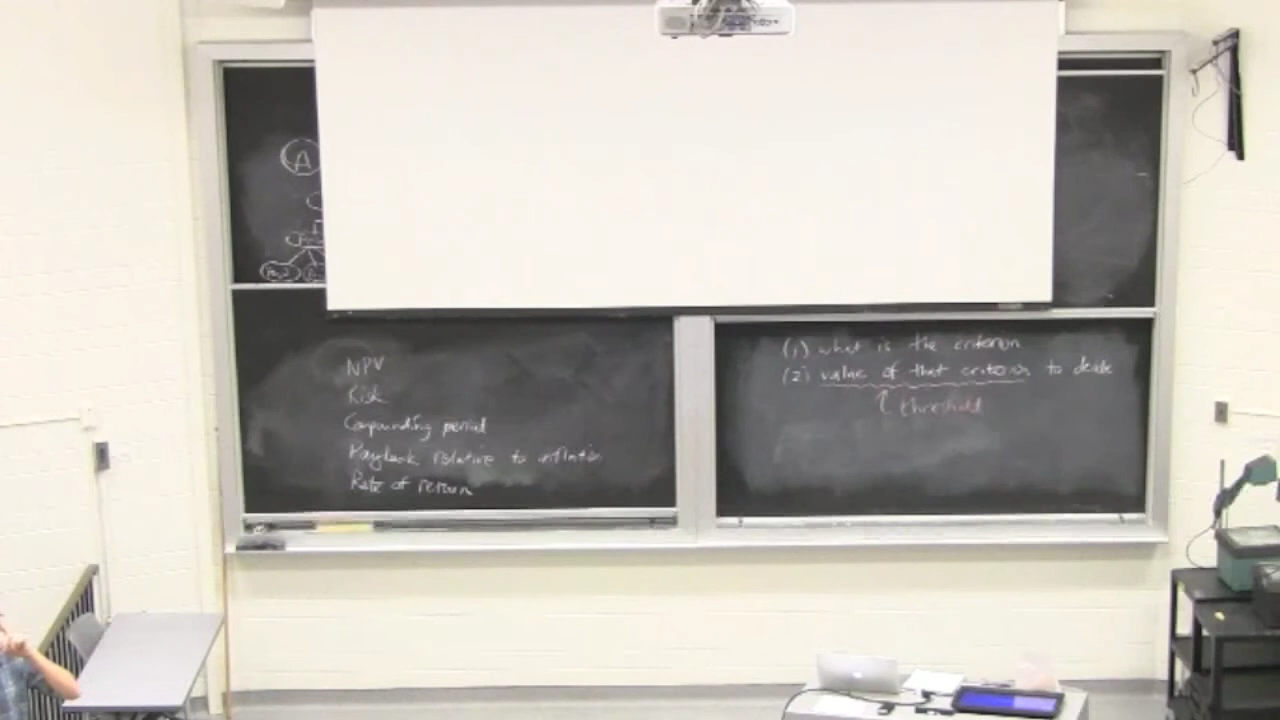 A
NPV
Risk
Compounding period
Payback relative to inflation
Rate of return
(1) what is the criterion
(2) value of that criterion to decide
threshold